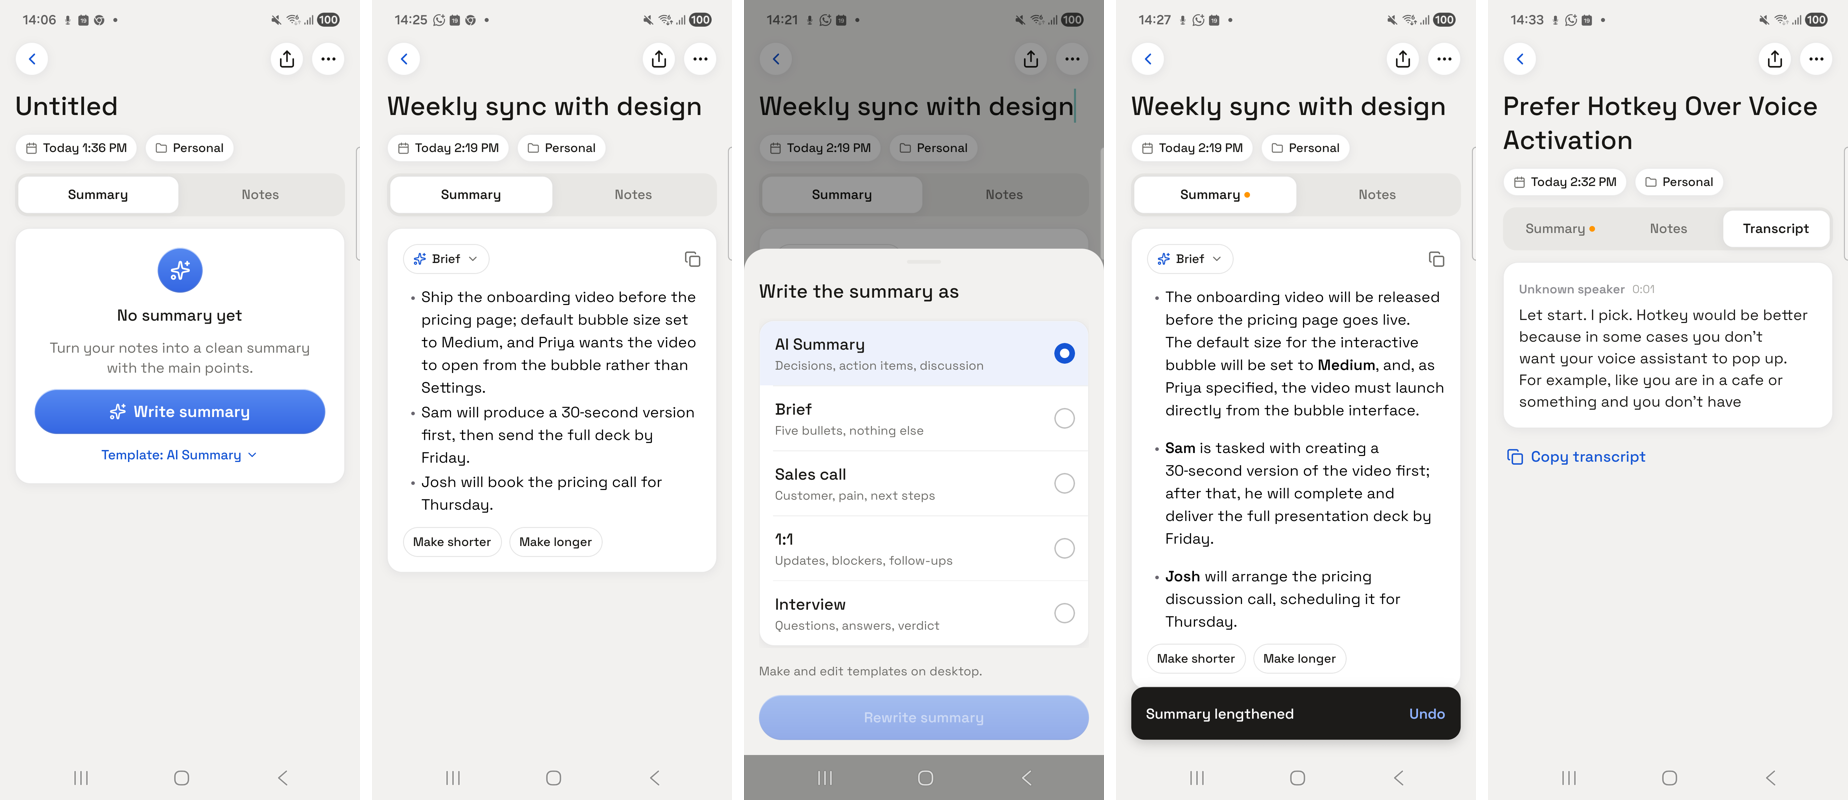 14:06
100
Untitled
Today 1:36 PM
Personal
Summary
Notes
No summary yet
Turn your notes into a clean summary
with the main points.
Write summary
Template: AI Summary
14:25
100
Weekly sync with design
Today 2:19 PM
Personal
Summary
Notes
Brief
• Ship the onboarding video before the
pricing page; default bubble size set
to Medium, and Priya wants the video
to open from the bubble rather than
Settings.
• Sam will produce a 30-second version
first, then send the full deck by
Friday.
• Josh will book the pricing call for
Thursday.
Make shorter
Make longer
14:21
100
Weekly sync with design
Today 2:19 PM
Personal
Summary
Notes
Write the summary as
AI Summary
Decisions, action items, discussion
Brief
Five bullets, nothing else
Sales call
Customer, pain, next steps
1:1
Updates, blockers, follow-ups
Interview
Questions, answers, verdict
Make and edit templates on desktop.
Rewrite summary
14:27
100
Weekly sync with design
Today 2:19 PM
Personal
Summary
Notes
Brief
• The onboarding video will be released
before the pricing page goes live.
The default size for the interactive
bubble will be set to Medium, and, as
Priya specified, the video must launch
directly from the bubble interface.
• Sam is tasked with creating a
30-second version of the video first;
after that, he will complete and
deliver the full presentation deck by
Friday.
• Josh will arrange the pricing
discussion call, scheduling it for
Thursday.
Make shorter
Make longer
Summary lengthened
Undo
14:33
100
Prefer Hotkey Over Voice
Activation
Today 2:32 PM
Personal
Summary
Notes
Transcript
Unknown speaker 0:01
Let start. I pick. Hotkey would be better
because in some cases you don't
want your voice assistant to pop up.
For example, like you are in a cafe or
something and you don't have
Copy transcript